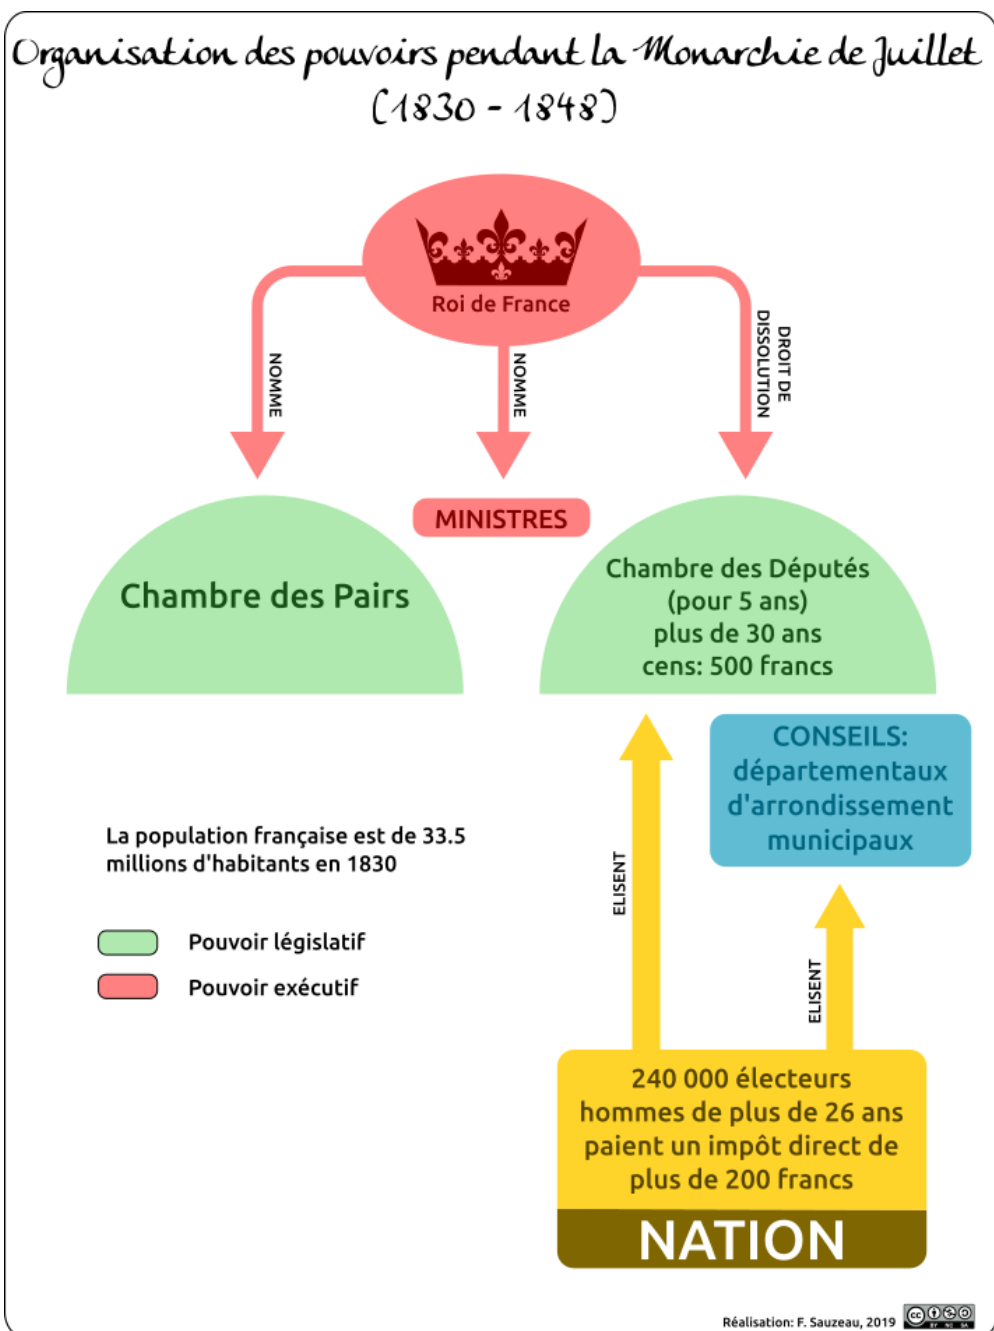 Organisation des pouvoirs pendant la Monarchie de Juillet
(1830 - 1848)
Roi de France
NOMME
NOMME
DROIT DE
DISSOLUTION
MINISTRES
Chambre des Pairs
Chambre des Députés
(pour 5 ans)
plus de 30 ans
cens: 500 francs
CONSEILS:
départementaux
d'arrondissement
municipaux
La population française est de 33.5
millions d'habitants en 1830
ELISENT
ELISENT
Pouvoir législatif
Pouvoir exécutif
240 000 électeurs
hommes de plus de 26 ans
paient un impôt direct de
plus de 200 francs
NATION
Réalisation: F. Sauzeau, 2019
cc BY NC SA